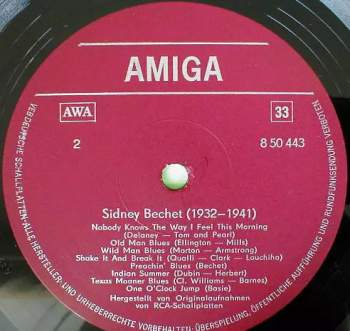 AMIGA
AWA
33
2
8 50 443
Sidney Bechet (1932–1941)
Nobody Knows The Way I Feel This Morning
(Delaney — Tom and Pearl)
Old Man Blues (Ellington — Mills)
Wild Man Blues (Morton — Armstrong)
Shake It And Break It (Qualli — Clark — Lauchiha)
Preachin' Blues (Bechet)
Indian Summer (Dubin — Herbert)
Texas Moaner Blues (Cl. Williams — Barnes)
One O'Clock Jump (Basie)
Hergestellt von Originalaufnahmen
von RCA-Schallplatten
VEB DEUTSCHE SCHALLPLATTEN · ALLE HERSTELLER- UND URHEBERRECHTE VORBEHALTEN · ÜBERSPIELUNG, ÖFFENTLICHE AUFFÜHRUNG UND RUNDFUNKSENDUNG VERBOTEN